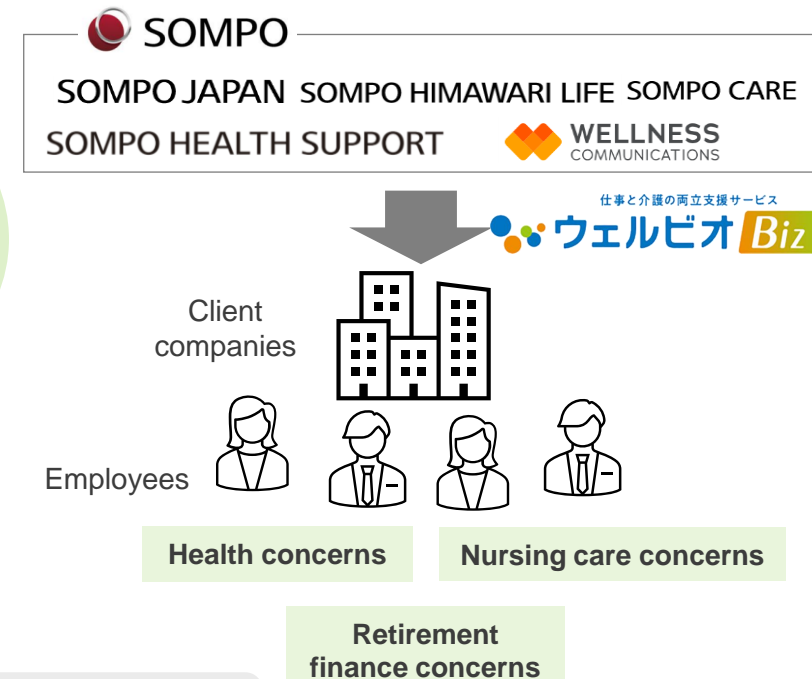 SOMPO
SOMPO JAPAN SOMPO HIMAWARI LIFE SOMPO CARE
SOMPO HEALTH SUPPORT WELLNESS
COMMUNICATIONS
仕事と介護の両立支援サービス
ウェルビオ Biz
Client
companies
Employees
Health concerns Nursing care concerns
Retirement
finance concerns